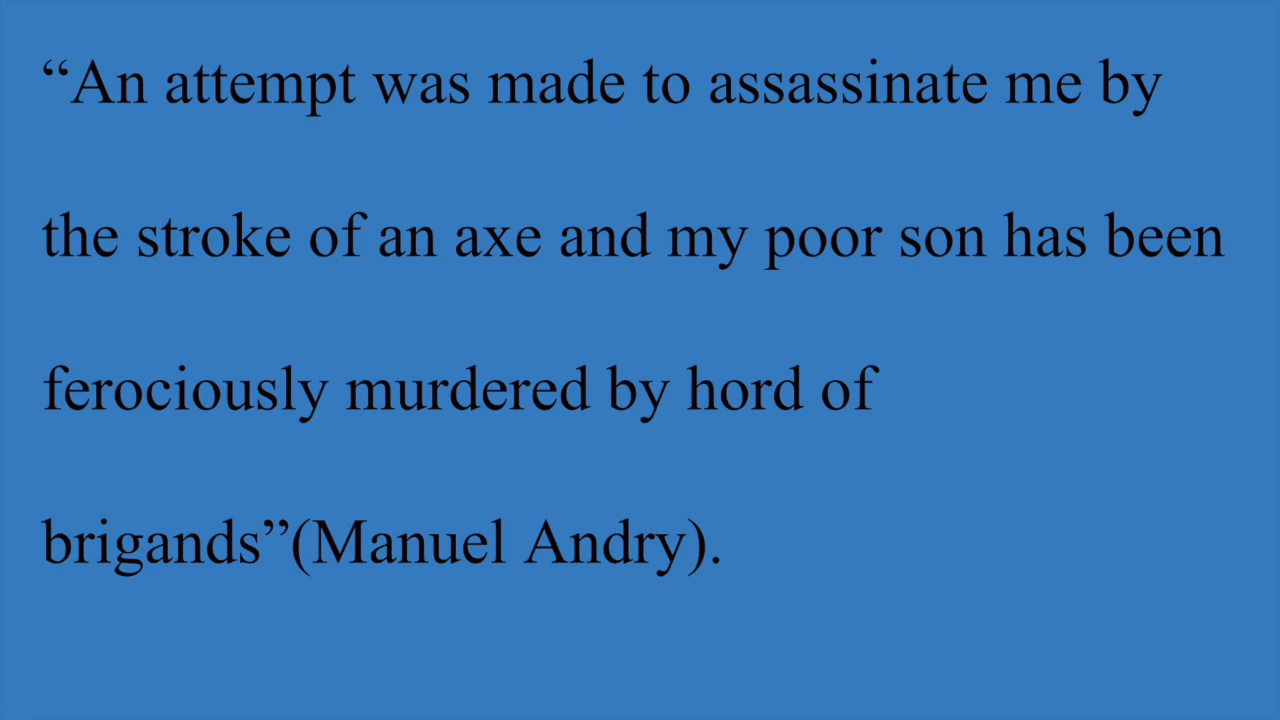 “An attempt was made to assassinate me by
the stroke of an axe and my poor son has been
ferociously murdered by hord of
brigands”(Manuel Andry).